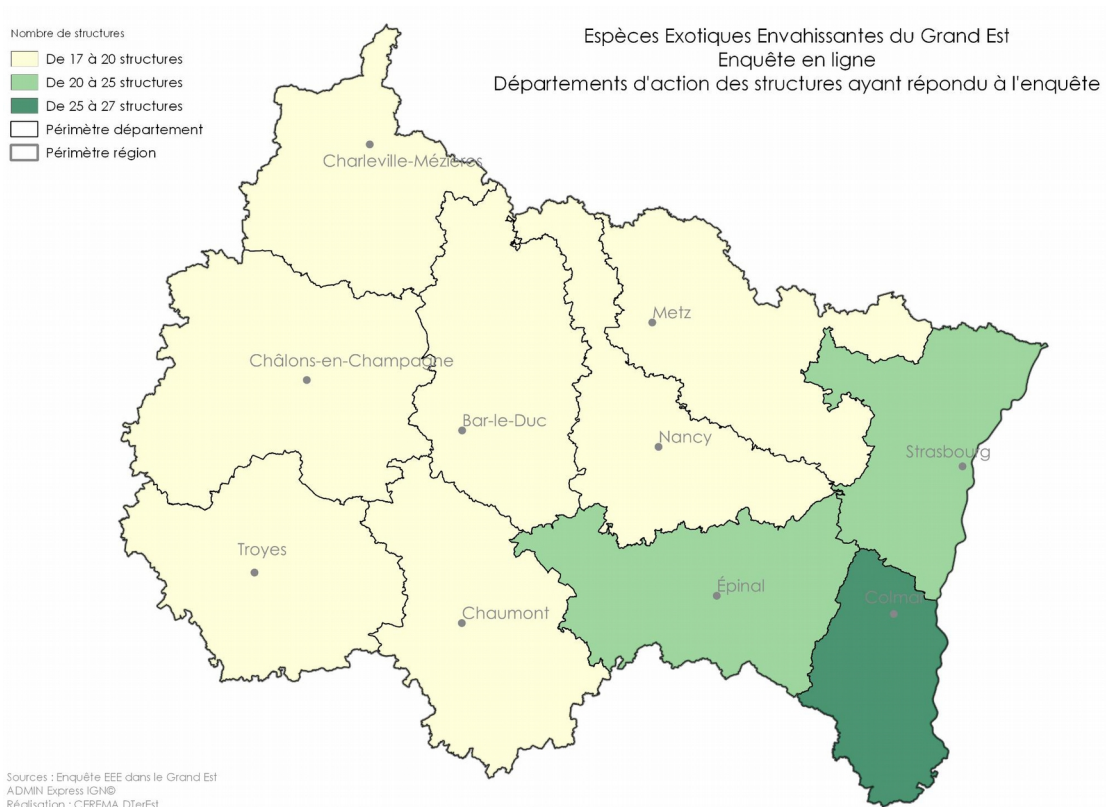 Nombre de structures
De 17 à 20 structures
De 20 à 25 structures
De 25 à 27 structures
Périmètre département
Périmètre région
Espèces Exotiques Envahissantes du Grand Est
Enquête en ligne
Départements d'action des structures ayant répondu à l'enquête
Charleville-Mézières
Metz
Châlons-en-Champagne
Bar-le-Duc
Nancy
Strasbourg
Troyes
Épinal
Colmar
Chaumont
Sources : Enquête EEE dans le Grand Est
ADMIN Express IGN©
Réalisation : CEREMA DTerEst